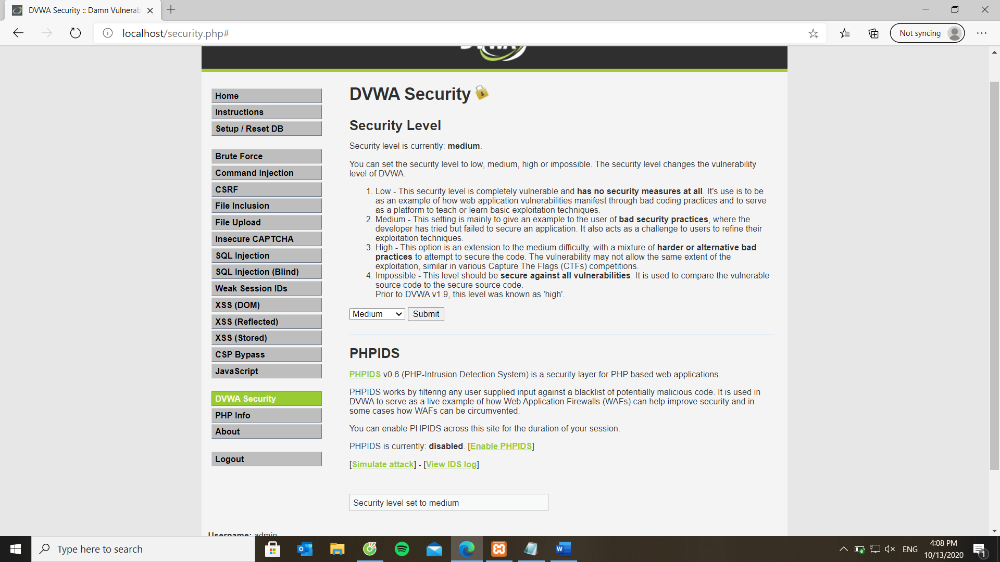 DVWA Security :: Damn Vulnerab
localhost/security.php#
Not syncing
Home
Instructions
Setup / Reset DB
Brute Force
Command Injection
CSRF
File Inclusion
File Upload
Insecure CAPTCHA
SQL Injection
SQL Injection (Blind)
Weak Session IDs
XSS (DOM)
XSS (Reflected)
XSS (Stored)
CSP Bypass
JavaScript
DVWA Security
PHP Info
About
Logout
DVWA Security
Security Level
Security level is currently: medium.
You can set the security level to low, medium, high or impossible. The security level changes the vulnerability
level of DVWA:
1. Low - This security level is completely vulnerable and has no security measures at all. It's use is to be
as an example of how web application vulnerabilities manifest through bad coding practices and to serve
as a platform to teach or learn basic exploitation techniques.
2. Medium - This setting is mainly to give an example to the user of bad security practices, where the
developer has tried but failed to secure an application. It also acts as a challenge to users to refine their
exploitation techniques.
3. High - This option is an extension to the medium difficulty, with a mixture of harder or alternative bad
practices to attempt to secure the code. The vulnerability may not allow the same extent of the
exploitation, similar in various Capture The Flags (CTFs) competitions.
4. Impossible - This level should be secure against all vulnerabilities. It is used to compare the vulnerable
source code to the secure source code.
Prior to DVWA v1.9, this level was known as 'high'.
Medium Submit
PHPIDS
PHPIDS v0.6 (PHP-Intrusion Detection System) is a security layer for PHP based web applications.
PHPIDS works by filtering any user supplied input against a blacklist of potentially malicious code. It is used in
DVWA to serve as a live example of how Web Application Firewalls (WAFs) can help improve security and in
some cases how WAFs can be circumvented.
You can enable PHPIDS across this site for the duration of your session.
PHPIDS is currently: disabled. [Enable PHPIDS]
[Simulate attack] - [View IDS log]
Security level set to medium
Username: admin
Type here to search
ENG
4:08 PM
10/13/2020
1